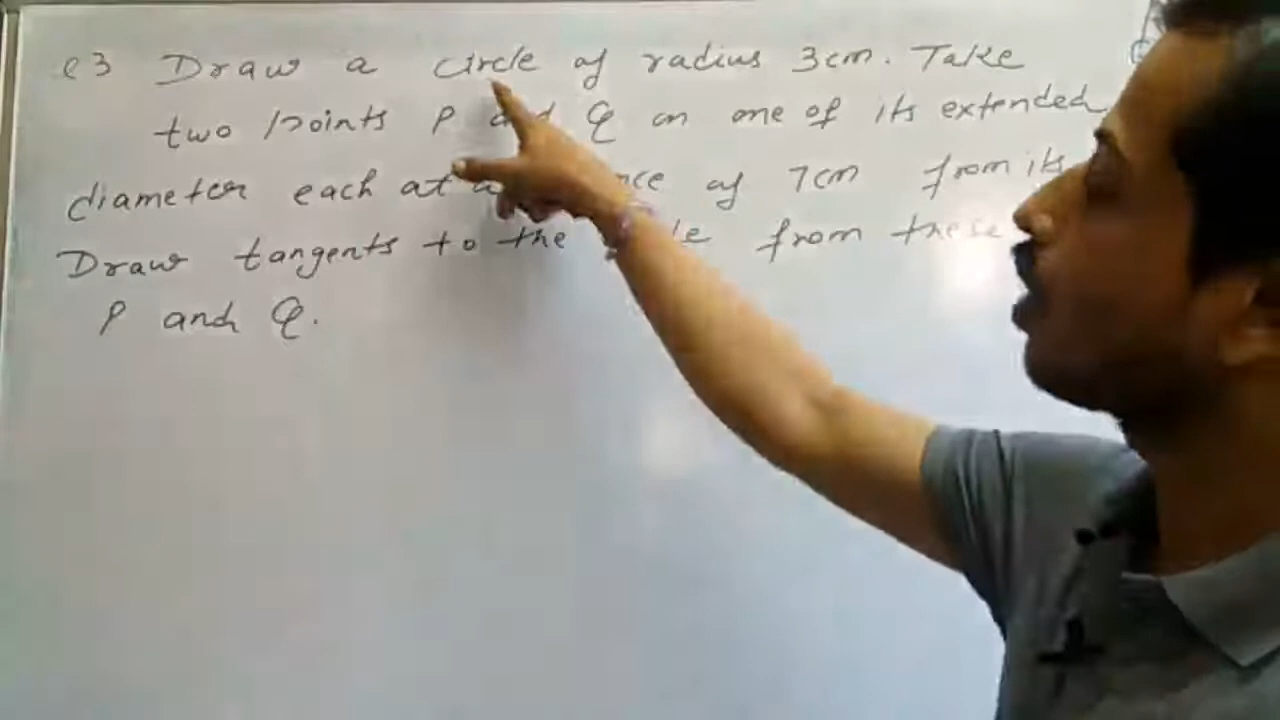 Q3 Draw a circle of radius 3cm. Take
two points P and Q on one of its extended
diameter each at a of 7cm from its
Draw tangents to the from these
P and Q.